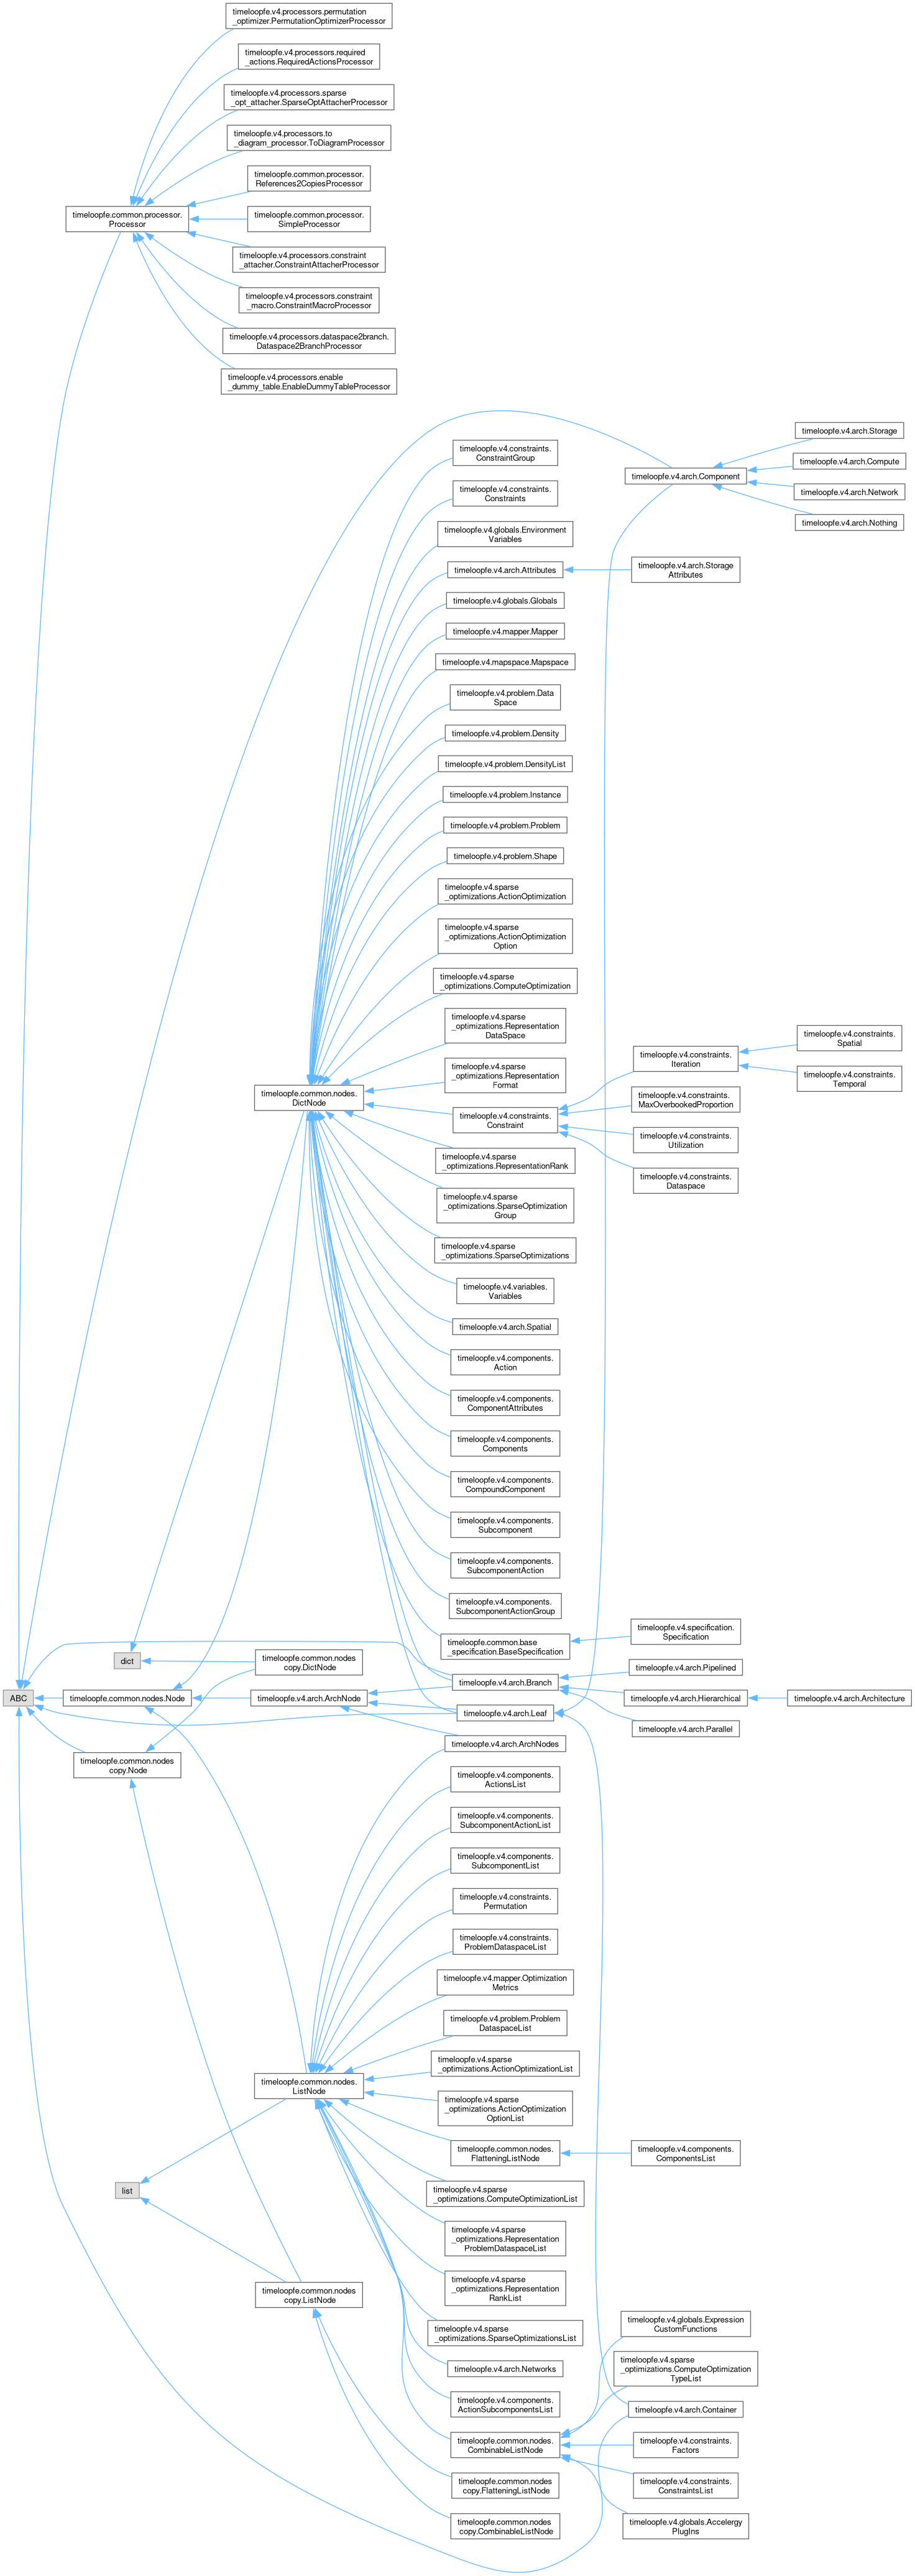 timeloopfe.v4.processors.permutation
_optimizer.PermutationOptimizerProcessor
timeloopfe.v4.processors.required
_actions.RequiredActionsProcessor
timeloopfe.v4.processors.sparse
_opt_attacher.SparseOptAttacherProcessor
timeloopfe.v4.processors.to
_diagram_processor.ToDiagramProcessor
timeloopfe.common.processor.
References2CopiesProcessor
timeloopfe.common.processor.
Processor
timeloopfe.common.processor.
SimpleProcessor
timeloopfe.v4.processors.constraint
_attacher.ConstraintAttacherProcessor
timeloopfe.v4.processors.constraint
_macro.ConstraintMacroProcessor
timeloopfe.v4.processors.dataspace2branch.
Dataspace2BranchProcessor
timeloopfe.v4.processors.enable
_dummy_table.EnableDummyTableProcessor
timeloopfe.v4.arch.Storage
timeloopfe.v4.arch.Compute
timeloopfe.v4.arch.Component
timeloopfe.v4.arch.Network
timeloopfe.v4.arch.Nothing
timeloopfe.v4.constraints.
ConstraintGroup
timeloopfe.v4.constraints.
Constraints
timeloopfe.v4.globals.Environment
Variables
timeloopfe.v4.arch.Attributes
timeloopfe.v4.arch.Storage
Attributes
timeloopfe.v4.globals.Globals
timeloopfe.v4.mapper.Mapper
timeloopfe.v4.mapspace.Mapspace
timeloopfe.v4.problem.Data
Space
timeloopfe.v4.problem.Density
timeloopfe.v4.problem.DensityList
timeloopfe.v4.problem.Instance
timeloopfe.v4.problem.Problem
timeloopfe.v4.problem.Shape
timeloopfe.v4.sparse
_optimizations.ActionOptimization
timeloopfe.v4.sparse
_optimizations.ActionOptimization
Option
timeloopfe.v4.sparse
_optimizations.ComputeOptimization
timeloopfe.v4.sparse
_optimizations.Representation
DataSpace
timeloopfe.v4.sparse
_optimizations.Representation
Format
timeloopfe.common.nodes.
DictNode
timeloopfe.v4.constraints.
Constraint
timeloopfe.v4.constraints.
Iteration
timeloopfe.v4.constraints.
Spatial
timeloopfe.v4.constraints.
Temporal
timeloopfe.v4.constraints.
MaxOverbookedProportion
timeloopfe.v4.constraints.
Utilization
timeloopfe.v4.constraints.
Dataspace
timeloopfe.v4.sparse
_optimizations.RepresentationRank
timeloopfe.v4.sparse
_optimizations.SparseOptimization
Group
timeloopfe.v4.sparse
_optimizations.SparseOptimizations
timeloopfe.v4.variables.
Variables
timeloopfe.v4.arch.Spatial
timeloopfe.v4.components.
Action
timeloopfe.v4.components.
ComponentAttributes
timeloopfe.v4.components.
Components
timeloopfe.v4.components.
CompoundComponent
timeloopfe.v4.components.
Subcomponent
timeloopfe.v4.components.
SubcomponentAction
timeloopfe.v4.components.
SubcomponentActionGroup
timeloopfe.common.base
_specification.BaseSpecification
timeloopfe.v4.specification.
Specification
dict
timeloopfe.common.nodes
copy.DictNode
timeloopfe.v4.arch.Branch
timeloopfe.v4.arch.Pipelined
ABC
timeloopfe.common.nodes.Node
timeloopfe.v4.arch.ArchNode
timeloopfe.v4.arch.Hierarchical
timeloopfe.v4.arch.Architecture
timeloopfe.v4.arch.Leaf
timeloopfe.v4.arch.Parallel
timeloopfe.common.nodes
copy.Node
timeloopfe.v4.arch.ArchNodes
timeloopfe.v4.components.
ActionsList
timeloopfe.v4.components.
SubcomponentActionList
timeloopfe.v4.components.
SubcomponentList
timeloopfe.v4.constraints.
Permutation
timeloopfe.v4.constraints.
ProblemDataspaceList
timeloopfe.v4.mapper.Optimization
Metrics
timeloopfe.v4.problem.Problem
DataspaceList
timeloopfe.v4.sparse
_optimizations.ActionOptimizationList
timeloopfe.common.nodes.
ListNode
timeloopfe.v4.sparse
_optimizations.ActionOptimization
OptionList
timeloopfe.common.nodes.
FlatteningListNode
timeloopfe.v4.components.
ComponentsList
list
timeloopfe.v4.sparse
_optimizations.ComputeOptimizationList
timeloopfe.v4.sparse
_optimizations.Representation
ProblemDataspaceList
timeloopfe.v4.sparse
_optimizations.Representation
RankList
timeloopfe.common.nodes
copy.ListNode
timeloopfe.v4.sparse
_optimizations.SparseOptimizationsList
timeloopfe.v4.globals.Expression
CustomFunctions
timeloopfe.v4.arch.Networks
timeloopfe.v4.sparse
_optimizations.ComputeOptimization
TypeList
timeloopfe.v4.components.
ActionSubcomponentsList
timeloopfe.v4.arch.Container
timeloopfe.common.nodes.
CombinableListNode
timeloopfe.v4.constraints.
Factors
timeloopfe.common.nodes
copy.FlatteningListNode
timeloopfe.v4.constraints.
ConstraintsList
timeloopfe.common.nodes
copy.CombinableListNode
timeloopfe.v4.globals.Accelergy
PlugIns